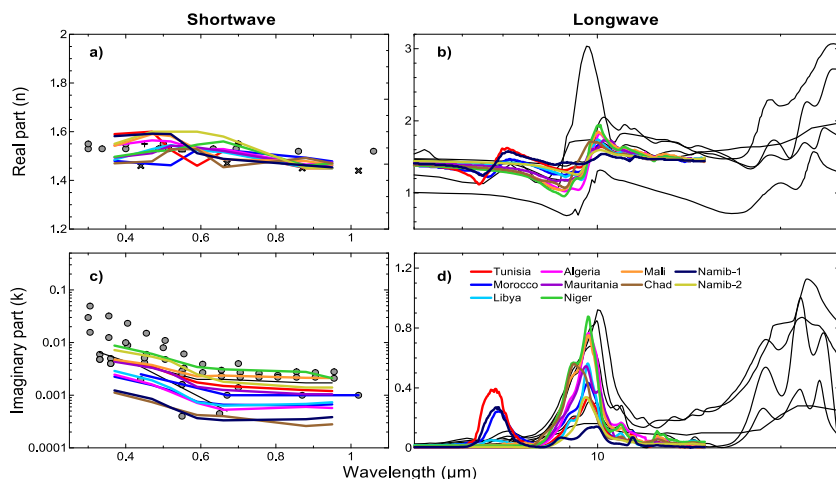 Shortwave
Longwave
a)
b)
Real part (n)
2
1.8
1.6
1.4
1.2
3
2
1
0.4
0.6
0.8
1
c)
d)
Imaginary part (k)
0.1
0.01
0.001
0.0001
1.2
0.8
0.4
0
Tunisia
Algeria
Mali
Namib-1
Morocco
Mauritania
Chad
Namib-2
Libya
Niger
0.4
0.6
0.8
1
10
Wavelength (μm)